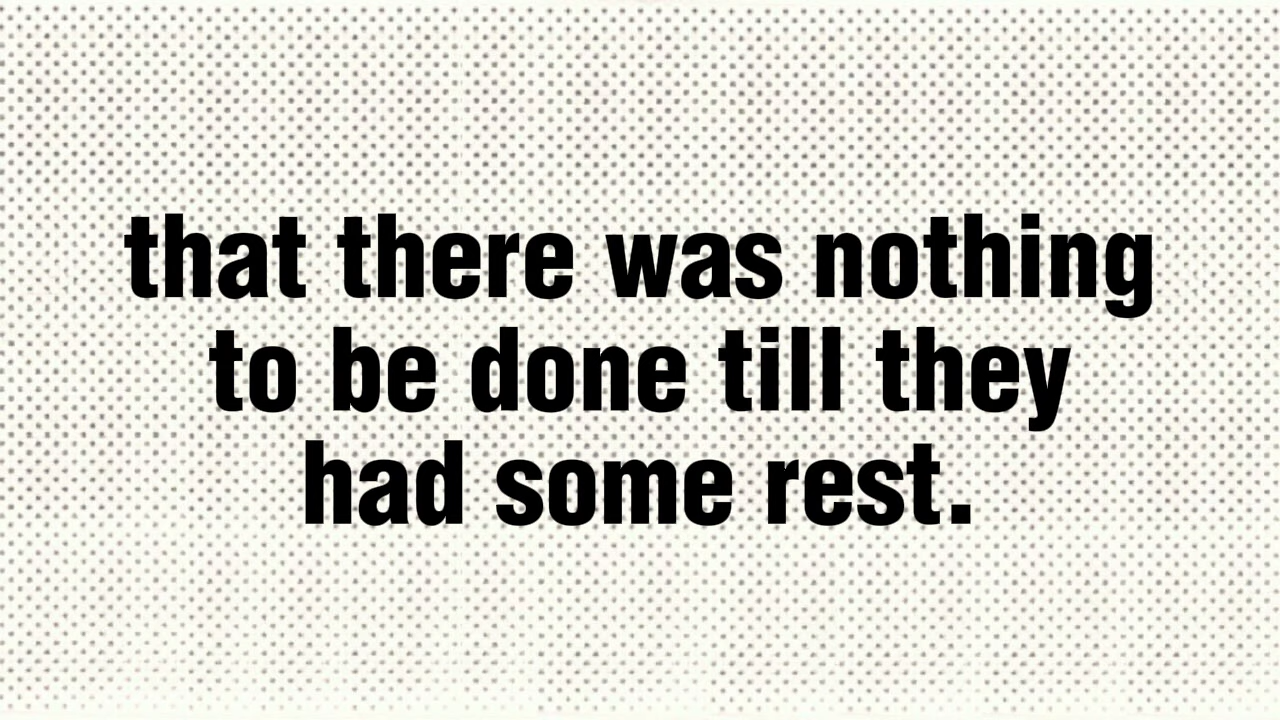 that there was nothing
to be done till they
had some rest.